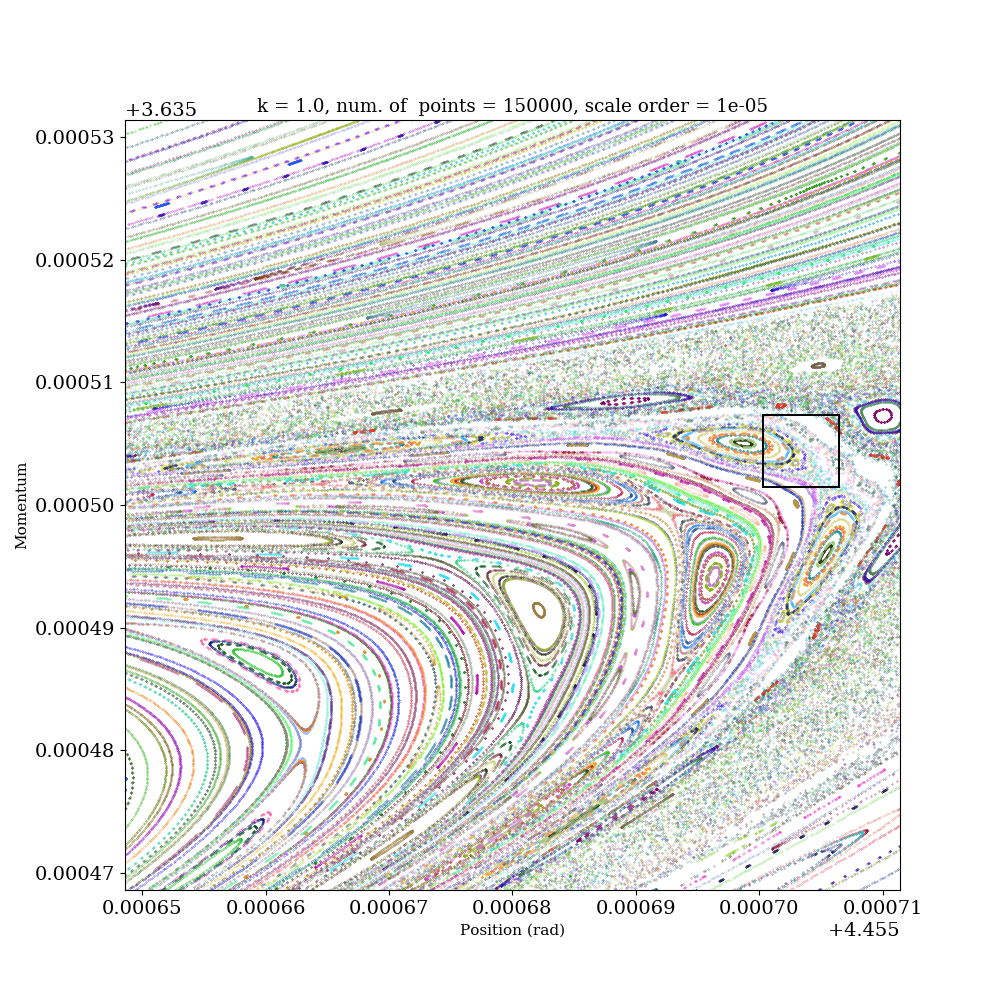 +3.635
k = 1.0, num. of  points = 150000, scale order = 1e-05
0.00053
0.00052
0.00051
0.00050
0.00049
0.00048
0.00047
Momentum
0.00065 0.00066 0.00067 0.00068 0.00069 0.00070 0.00071
Position (rad)
+4.455